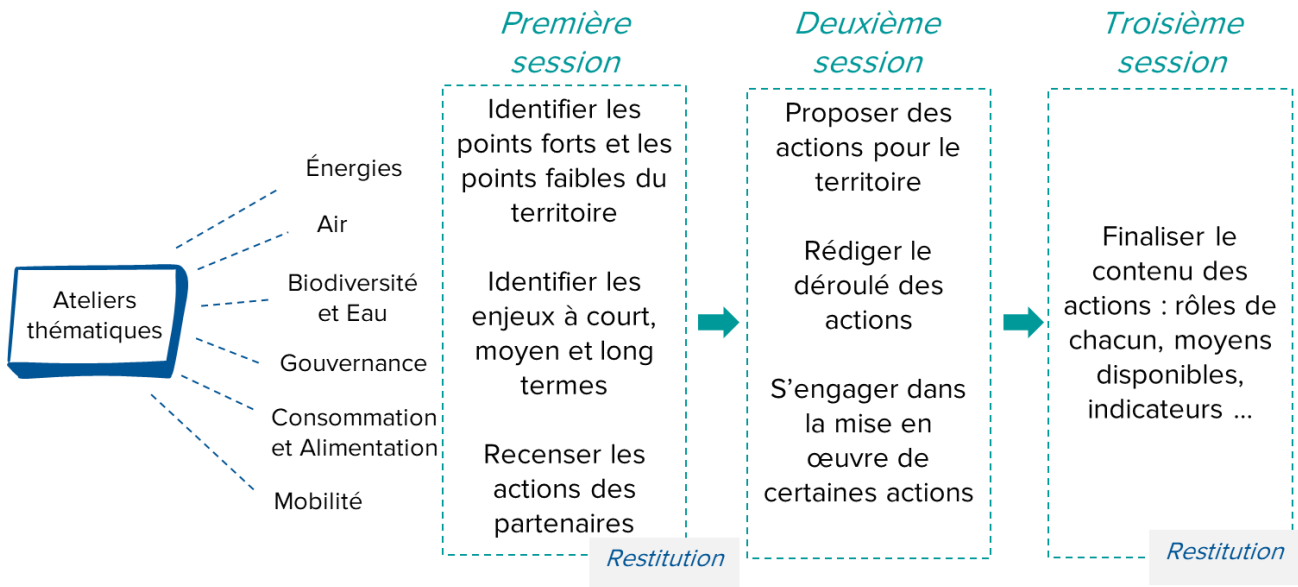 Ateliers
thématiques
Énergies
Air
Biodiversité
et Eau
Gouvernance
Consommation
et Alimentation
Mobilité
Première
session
Identifier les
points forts et les
points faibles du
territoire
Identifier les
enjeux à court,
moyen et long
termes
Recenser les
actions des
partenaires
Restitution
Deuxième
session
Proposer des
actions pour le
territoire
Rédiger le
déroulé des
actions
S’engager dans
la mise en
œuvre de
certaines actions
Troisième
session
Finaliser le
contenu des
actions : rôles de
chacun, moyens
disponibles,
indicateurs ...
Restitution